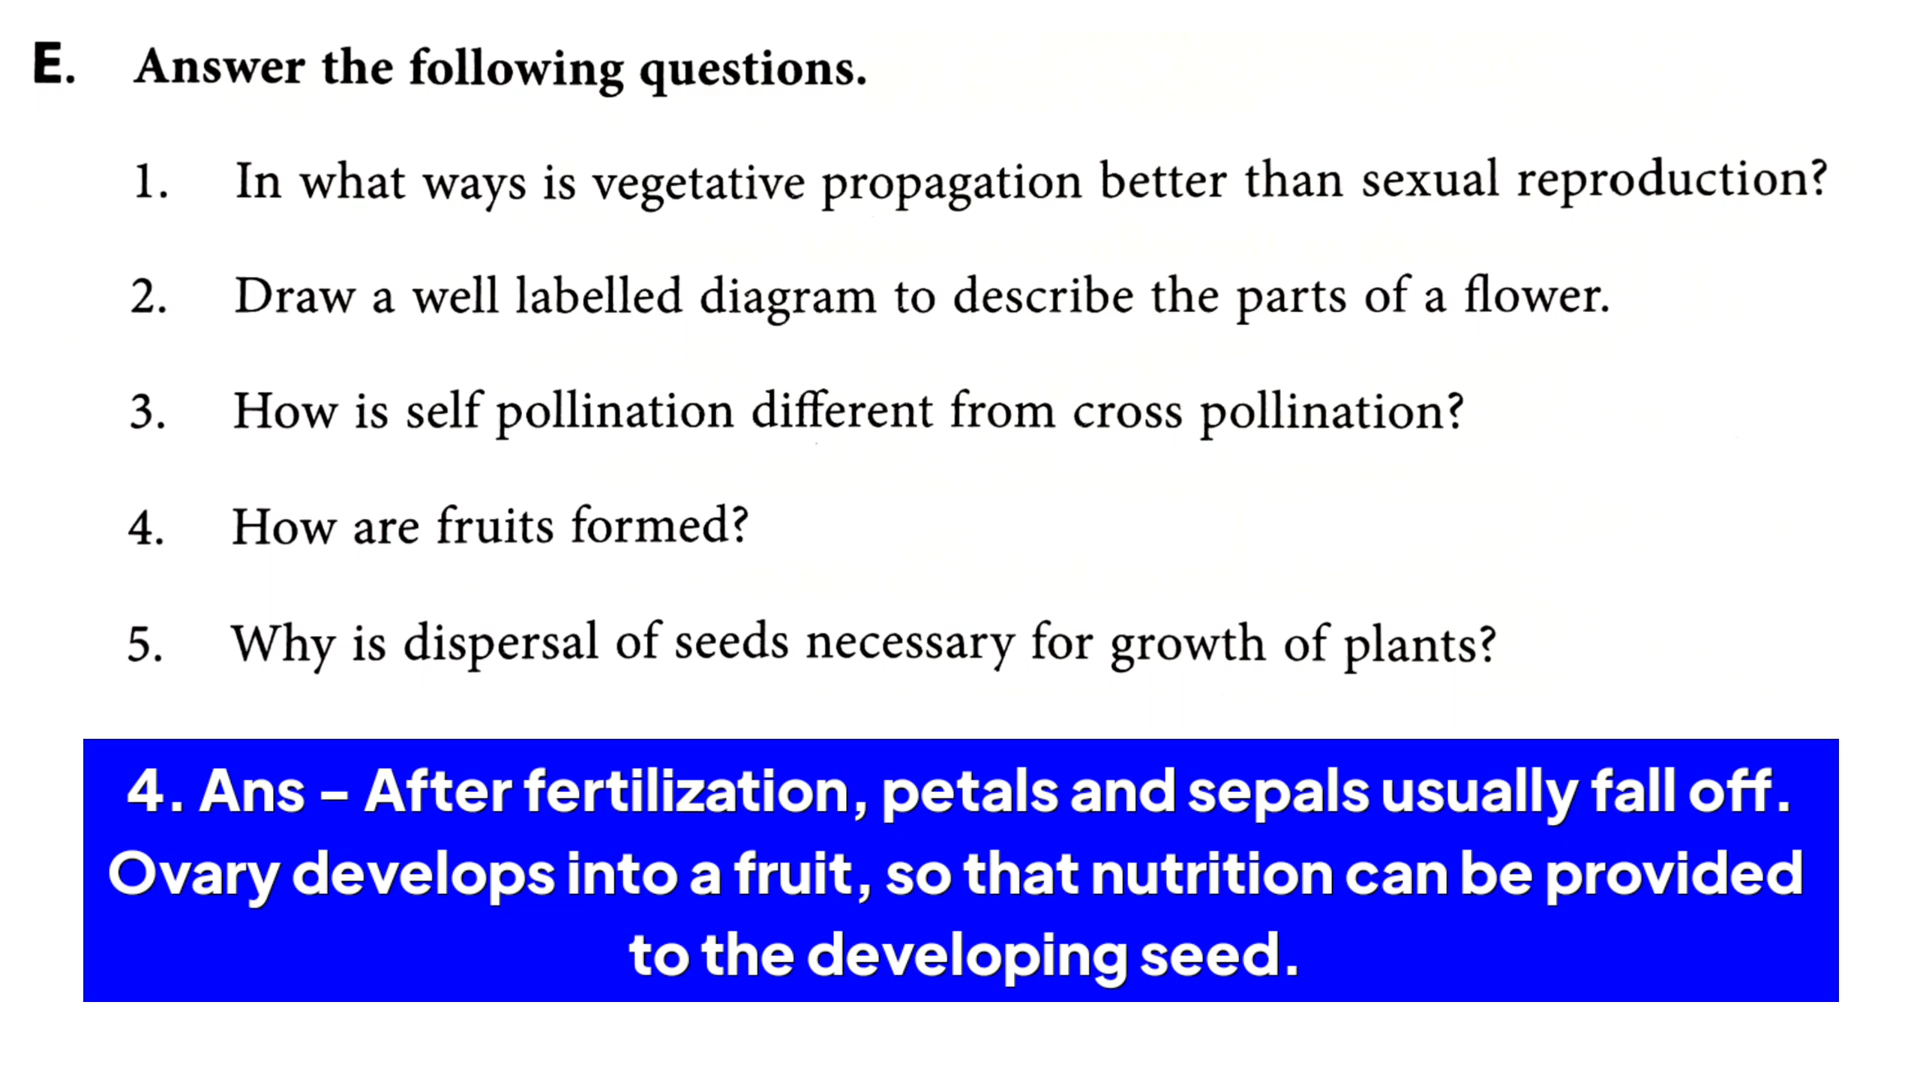 E. Answer the following questions.
1. In what ways is vegetative propagation better than sexual reproduction?
2. Draw a well labelled diagram to describe the parts of a flower.
3. How is self pollination different from cross pollination?
4. How are fruits formed?
5. Why is dispersal of seeds necessary for growth of plants?
4. Ans – After fertilization, petals and sepals usually fall off.
Ovary develops into a fruit, so that nutrition can be provided
to the developing seed.